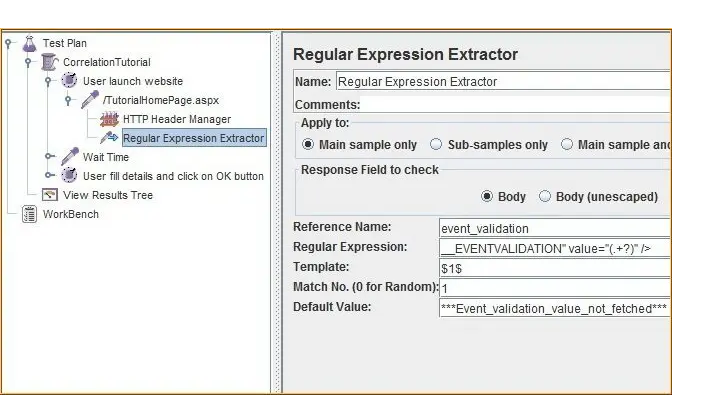 Test Plan
CorrelationTutorial
User launch website
/TutorialHomePage.aspx
HTTP Header Manager
Regular Expression Extractor
Wait Time
User fill details and click on OK button
View Results Tree
WorkBench
Regular Expression Extractor
Name: Regular Expression Extractor
Comments:
Apply to:
Main sample only Sub-samples only Main sample and
Response Field to check
Body Body (unescaped)
Reference Name: event_validation
Regular Expression: __EVENTVALIDATION" value="(.+?)" />
Template: $1$
Match No. (0 for Random): 1
Default Value: ***Event_validation_value_not_fetched***